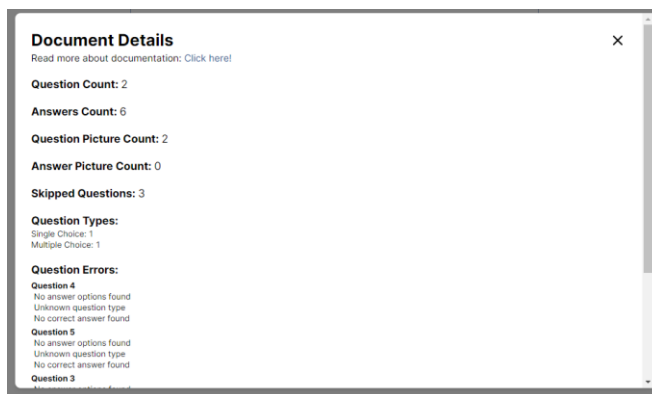 Document Details
Read more about documentation: Click here!
Question Count: 2
Answers Count: 6
Question Picture Count: 2
Answer Picture Count: 0
Skipped Questions: 3
Question Types:
Single Choice: 1
Multiple Choice: 1
Question Errors:
Question 4
No answer options found
Unknown question type
No correct answer found
Question 5
No answer options found
Unknown question type
No correct answer found
Question 3